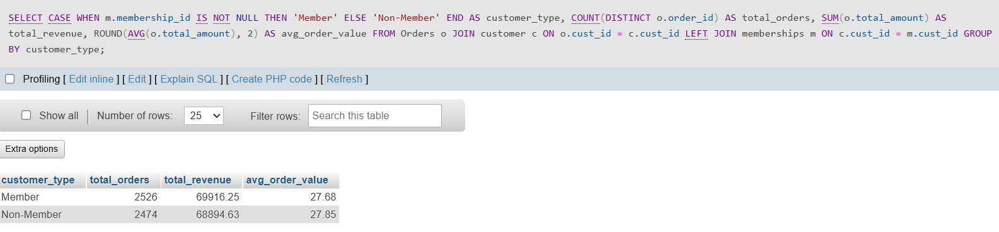 SELECT CASE WHEN m.membership_id IS NOT NULL THEN 'Member' ELSE 'Non-Member' END AS customer_type, COUNT(DISTINCT o.order_id) AS total_orders, SUM(o.total_amount) AS
total_revenue, ROUND(AVG(o.total_amount), 2) AS avg_order_value FROM Orders o JOIN customer c ON o.cust_id = c.cust_id LEFT JOIN memberships m ON c.cust_id = m.cust_id GROUP
BY customer_type;
Profiling [ Edit inline ] [ Edit ] [ Explain SQL ] [ Create PHP code ] [ Refresh ]
Show all Number of rows: 25 Filter rows: Search this table
Extra options
customer_type total_orders total_revenue avg_order_value
Member 2526 69916.25 27.68
Non-Member 2474 68894.63 27.85